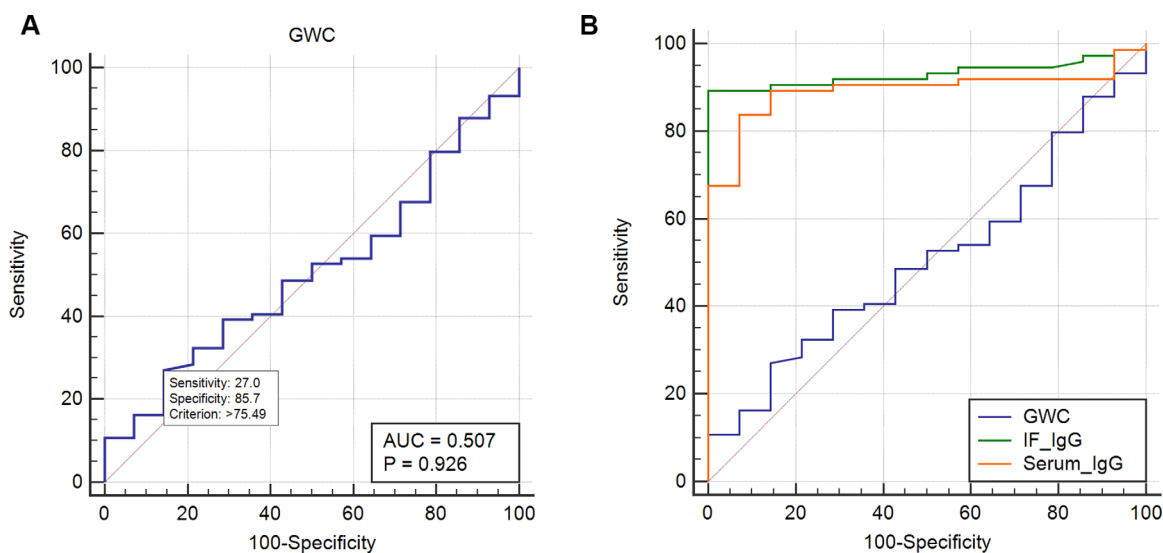 A
GWC
Sensitivity
100
80
60
40
20
0
Sensitivity: 27.0
Specificity: 85.7
Criterion: >75.49
AUC = 0.507
P = 0.926
0 20 40 60 80 100
100-Specificity
B
Sensitivity
100
80
60
40
20
0
GWC
IF_IgG
Serum_IgG
0 20 40 60 80 100
100-Specificity